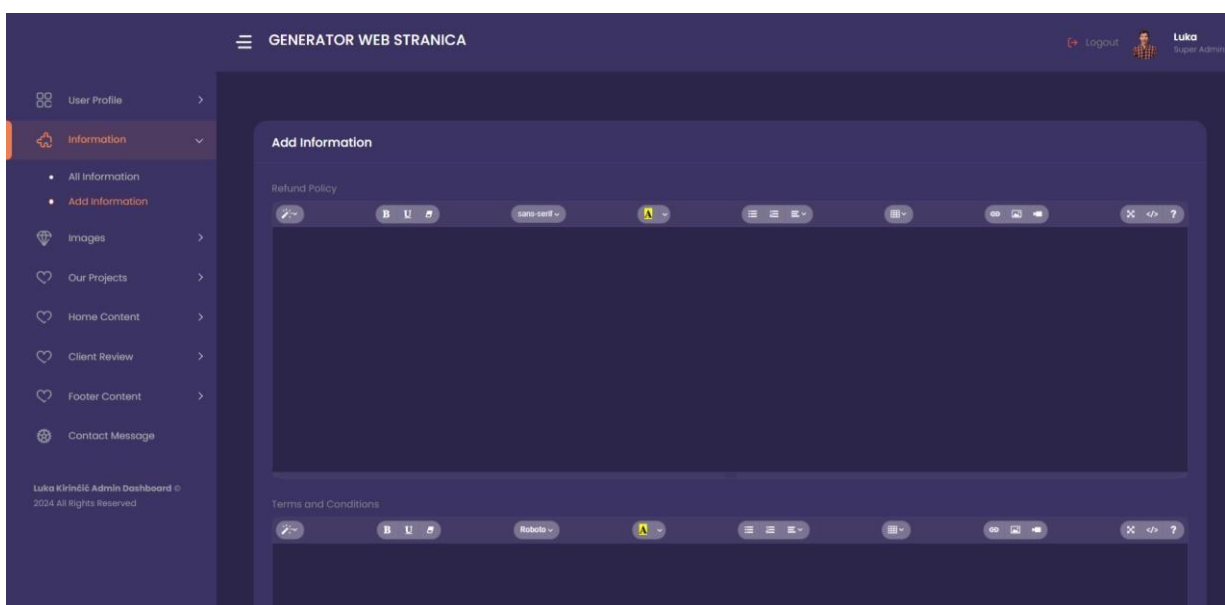 GENERATOR WEB STRANICA
Logout
Luka
Super Admin
User Profile
Information
All Information
Add Information
Images
Our Projects
Home Content
Client Review
Footer Content
Contact Message
Luka Kirinčić Admin Dashboard ©
2024 All Rights Reserved
Add Information
Refund Policy
B U
sans-serif
A
</> ?
Terms and Conditions
B U
Roboto
A
</> ?